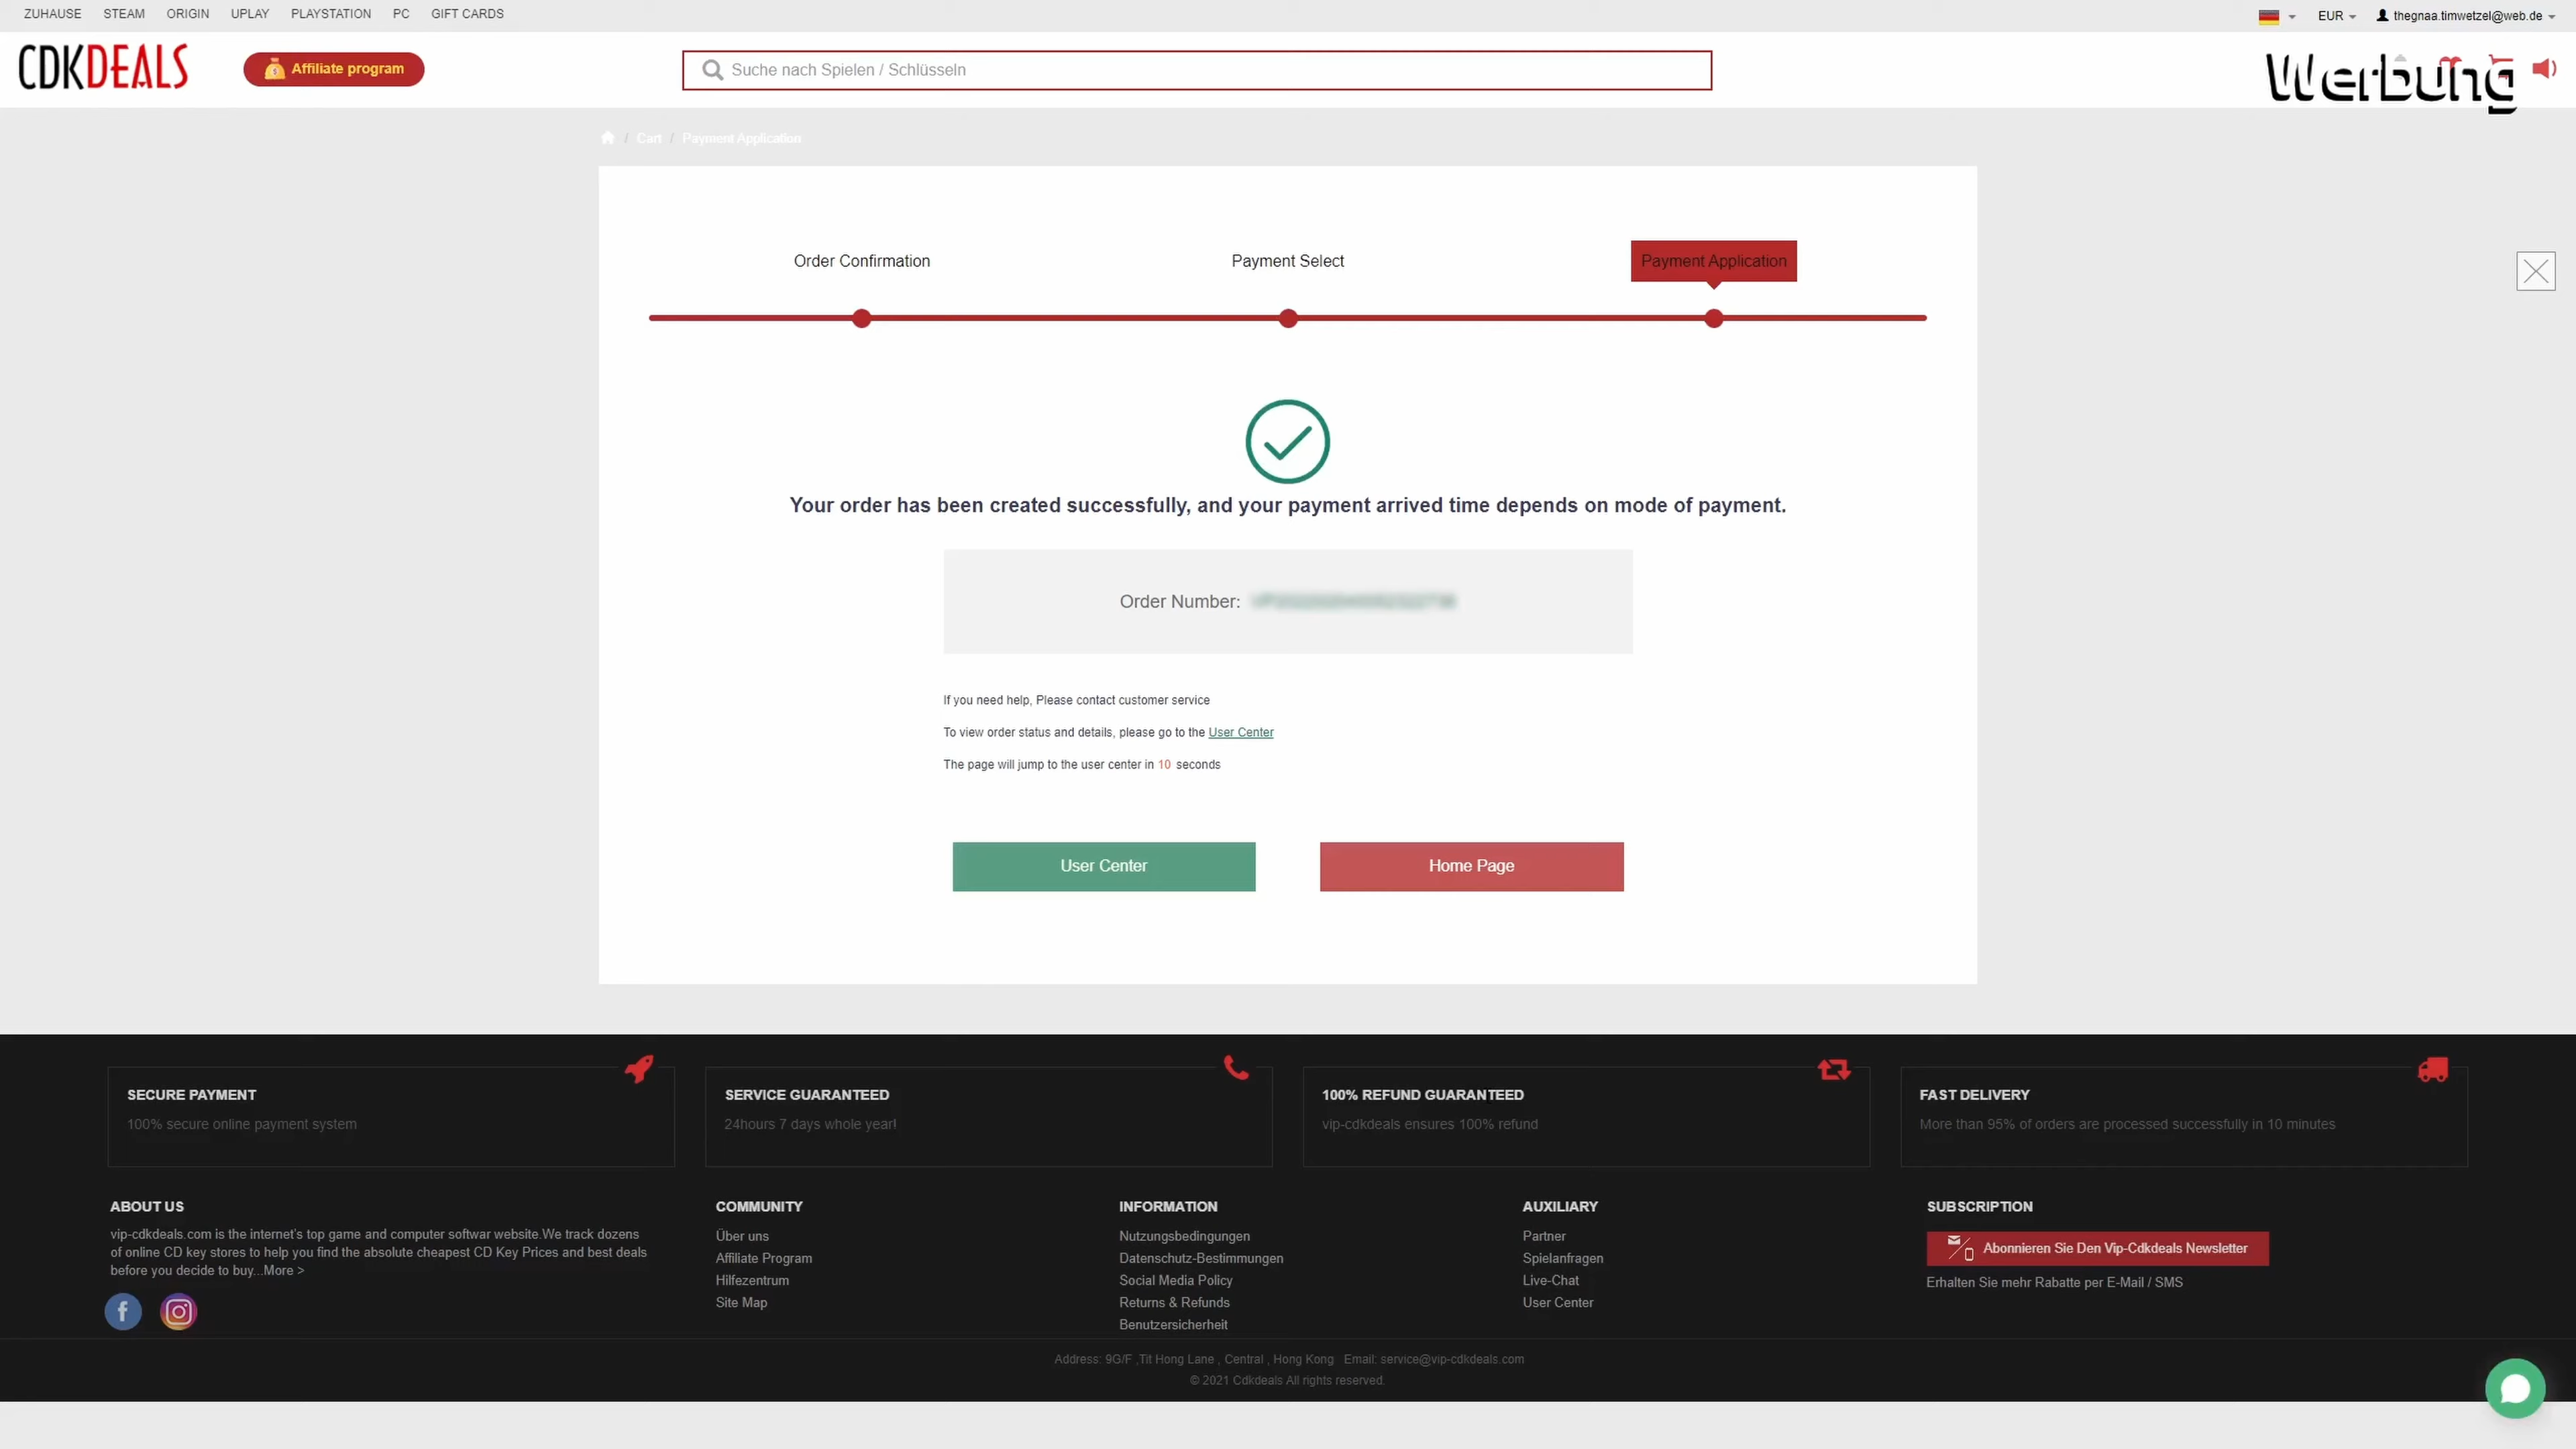 ZUHAUSE STEAM ORIGIN UPLAY PLAYSTATION PC GIFT CARDS
EUR thegnaa.timwetzel@web.de
CDKDEALS
Affiliate program
Suche nach Spielen / Schlüsseln
Werbung
/ Cart / Payment Application
Order Confirmation
Payment Select
Payment Application
Your order has been created successfully, and your payment arrived time depends on mode of payment.
Order Number:
If you need help, Please contact customer service
To view order status and details, please go to the User Center
The page will jump to the user center in 10 seconds
User Center
Home Page
SECURE PAYMENT
100% secure online payment system
SERVICE GUARANTEED
24hours 7 days whole year!
100% REFUND GUARANTEED
vip-cdkdeals ensures 100% refund
FAST DELIVERY
More than 95% of orders are processed successfully in 10 minutes
ABOUT US
vip-cdkdeals.com is the internet's top game and computer softwar website.We track dozens
of online CD key stores to help you find the absolute cheapest CD Key Prices and best deals
before you decide to buy...More >
COMMUNITY
Über uns
Affiliate Program
Hilfezentrum
Site Map
INFORMATION
Nutzungsbedingungen
Datenschutz-Bestimmungen
Social Media Policy
Returns & Refunds
Benutzersicherheit
AUXILIARY
Partner
Spielanfragen
Live-Chat
User Center
SUBSCRIPTION
Abonnieren Sie Den Vip-Cdkdeals Newsletter
Erhalten Sie mehr Rabatte per E-Mail / SMS
Address: 9G/F ,Tit Hong Lane , Central , Hong Kong Email: service@vip-cdkdeals.com
© 2021 Cdkdeals All rights reserved.